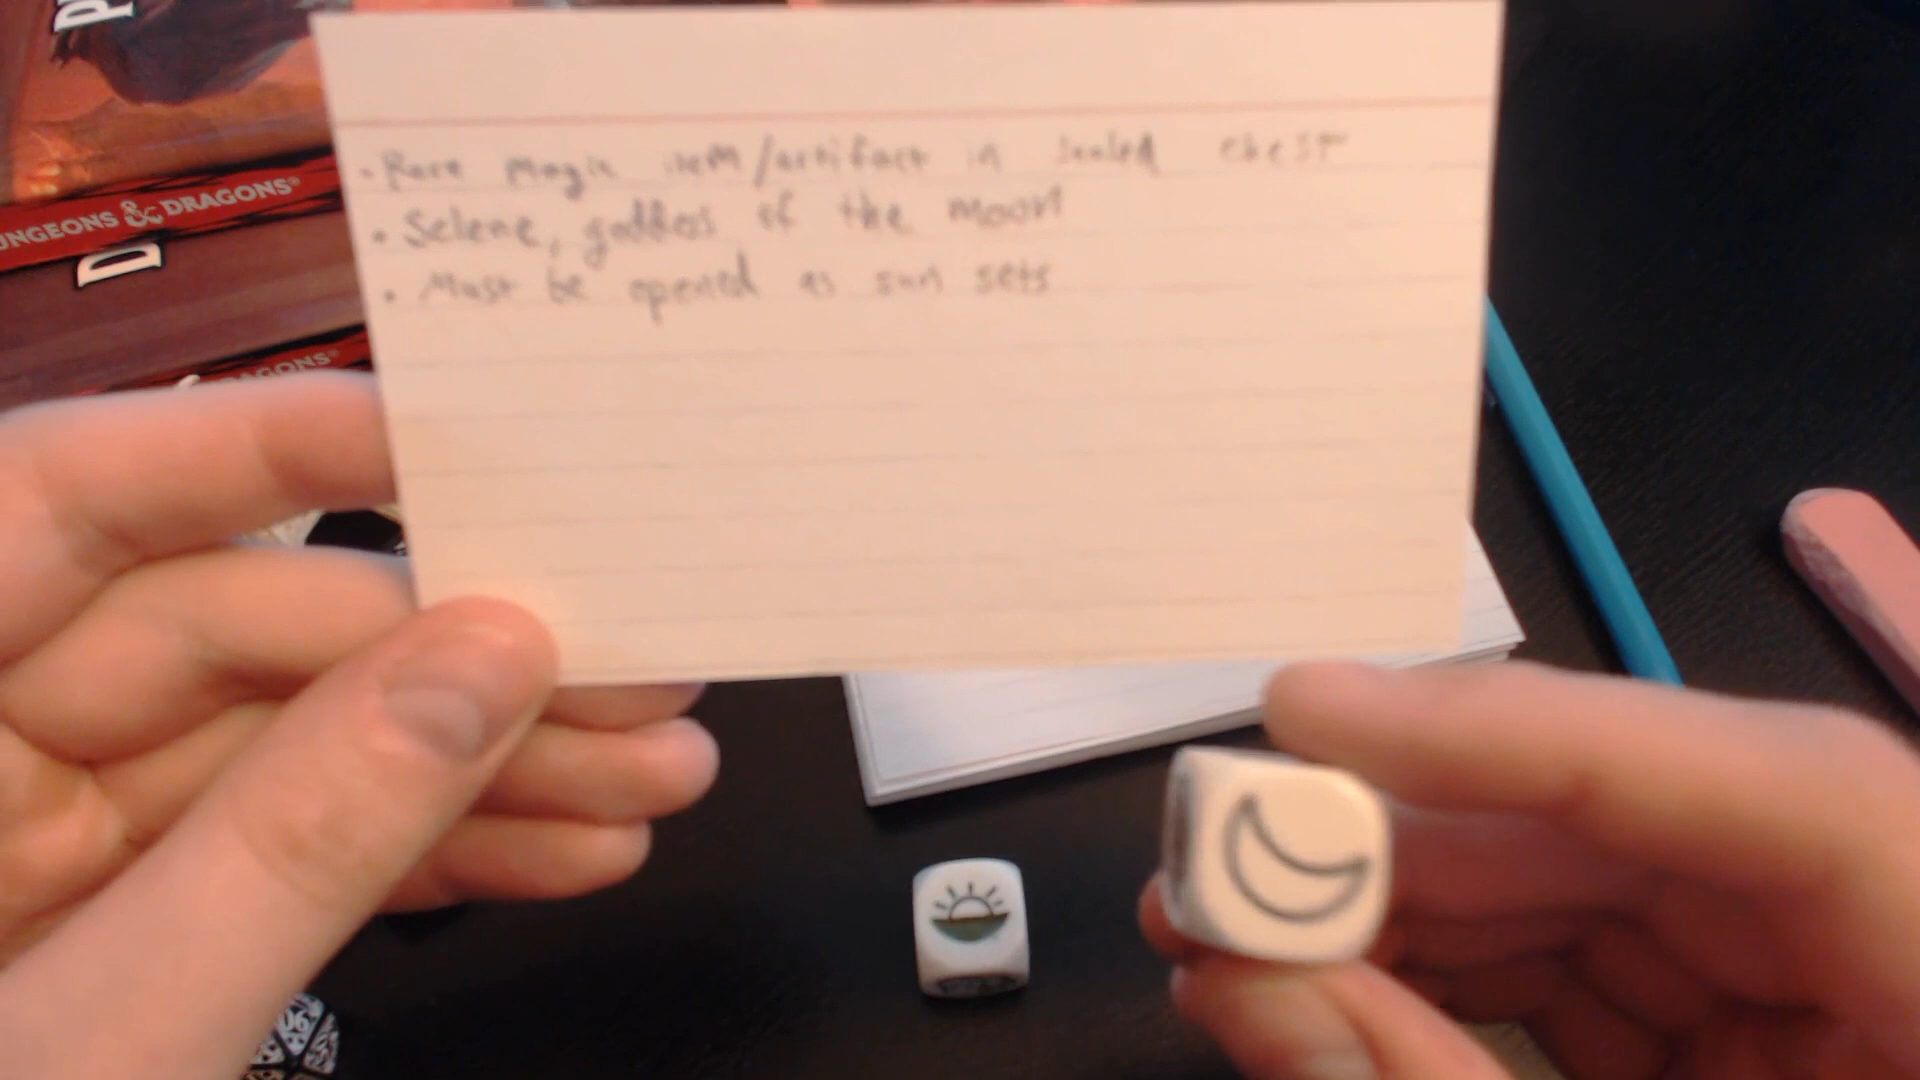 DUNGEONS & DRAGONS®
D
DRAGONS®
• Rare magic item/artifact in sealed chest
• Selene, goddess of the moon
• Must be opened as sun sets